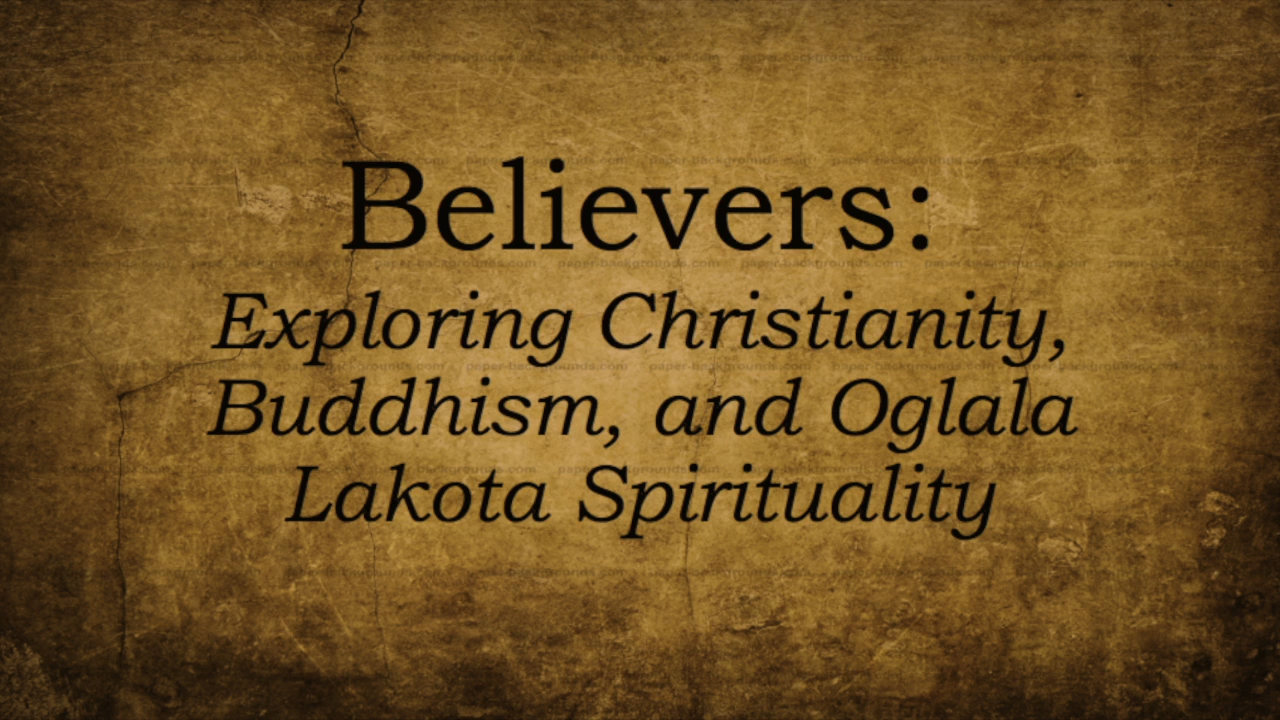 Believers:
Exploring Christianity,
Buddhism, and Oglala
Lakota Spirituality